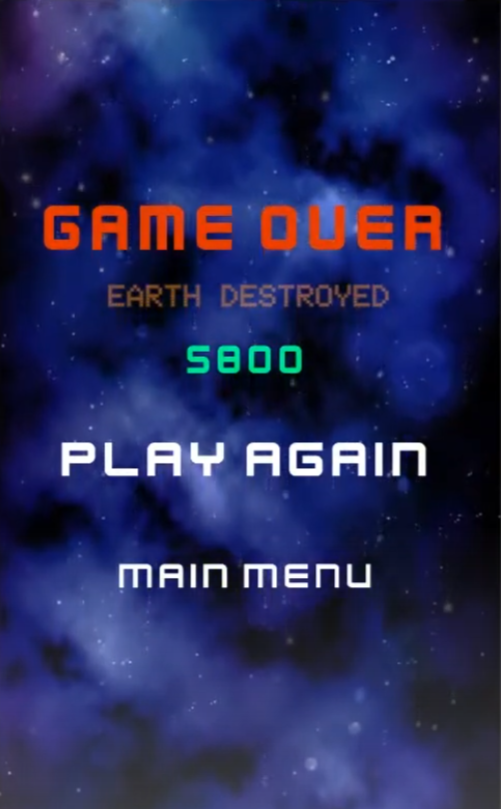 GAME OVER
EARTH DESTROYED
5800
PLAY AGAIN
MAIN MENU